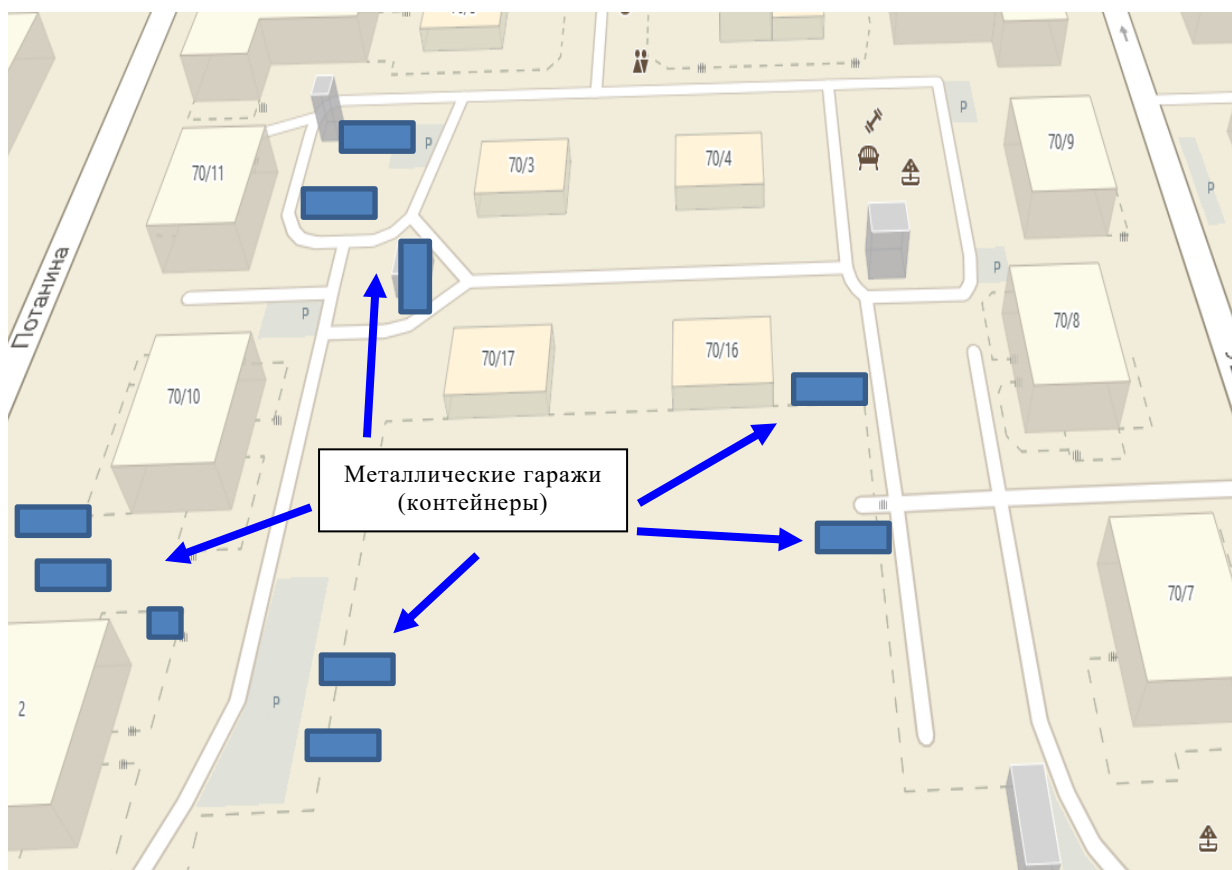 P
70/11
70/3
70/4
70/9
P
P
Потанина
P
P
70/10
70/17
70/16
70/8
Металлические гаражи
(контейнеры)
70/7
2
P